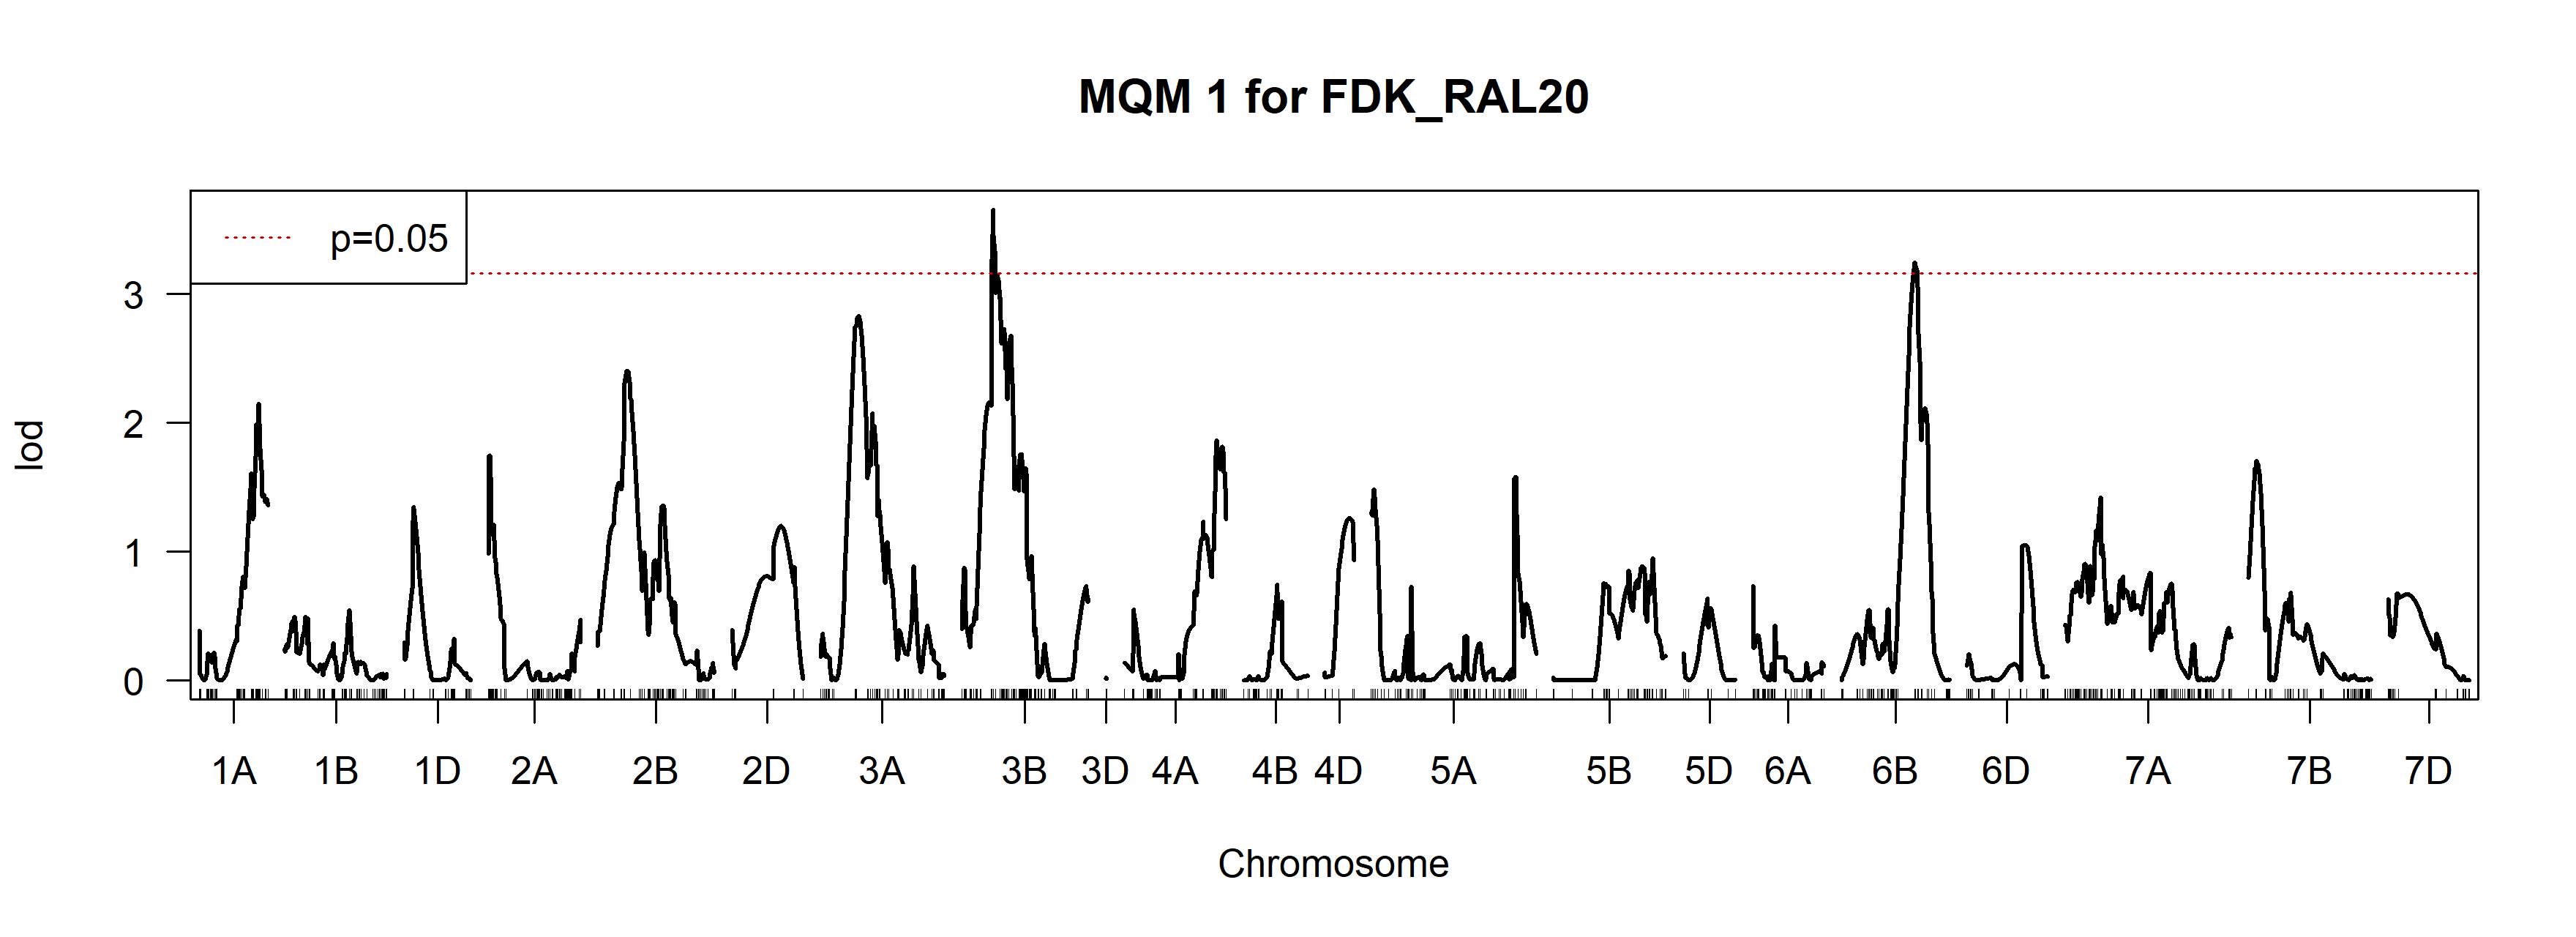 MQM 1 for FDK_RAL20
p=0.05
3
2
1
0
lod
1A 1B 1D 2A 2B 2D 3A 3B 3D 4A 4B 4D 5A 5B 5D 6A 6B 6D 7A 7B 7D
Chromosome